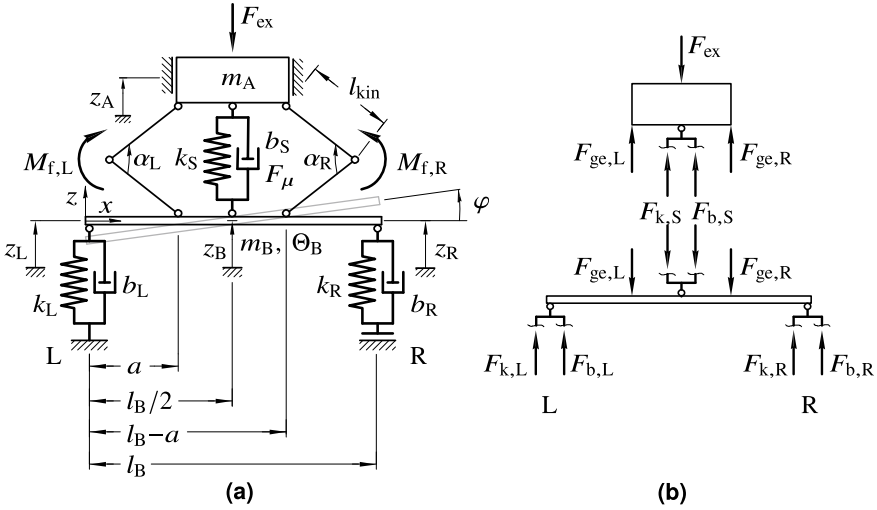 F_ex
m_A
z_A
l_kin
M_f,L
α_L
k_S
b_S
F_μ
α_R
M_f,R
z
x
φ
z_L
z_B
m_B, Θ_B
z_R
k_L
b_L
k_R
b_R
L
R
a
l_B/2
l_B−a
l_B
(a)
F_ex
F_ge,L
F_ge,R
F_k,S
F_b,S
F_ge,L
F_ge,R
F_k,L
F_b,L
F_k,R
F_b,R
L
R
(b)